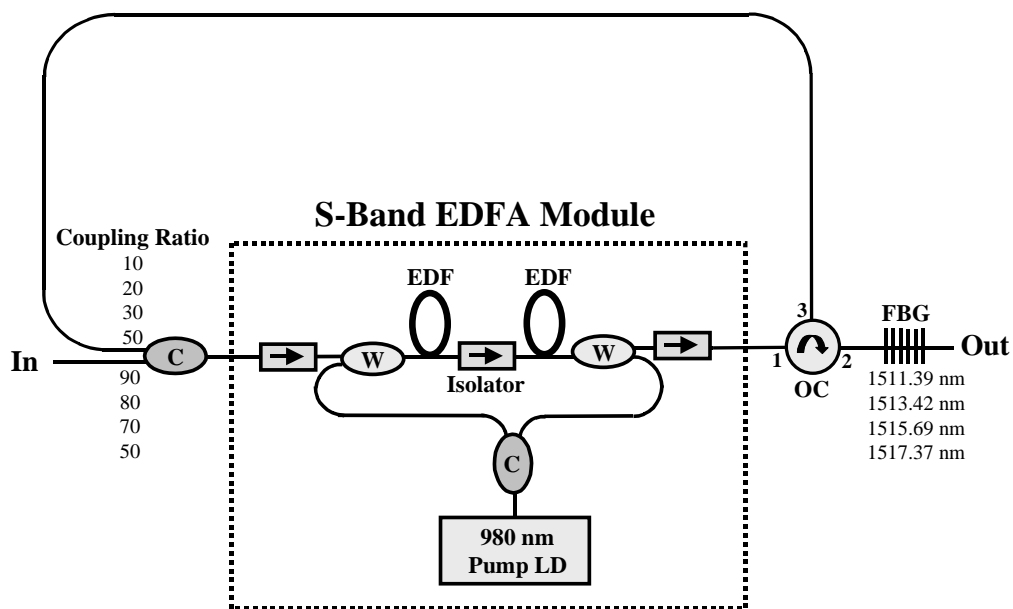 S-Band EDFA Module
Coupling Ratio
10
20
30
50
In
C
90
80
70
50
EDF
EDF
W
Isolator
W
C
980 nm
Pump LD
3
1
2
OC
FBG
Out
1511.39 nm
1513.42 nm
1515.69 nm
1517.37 nm